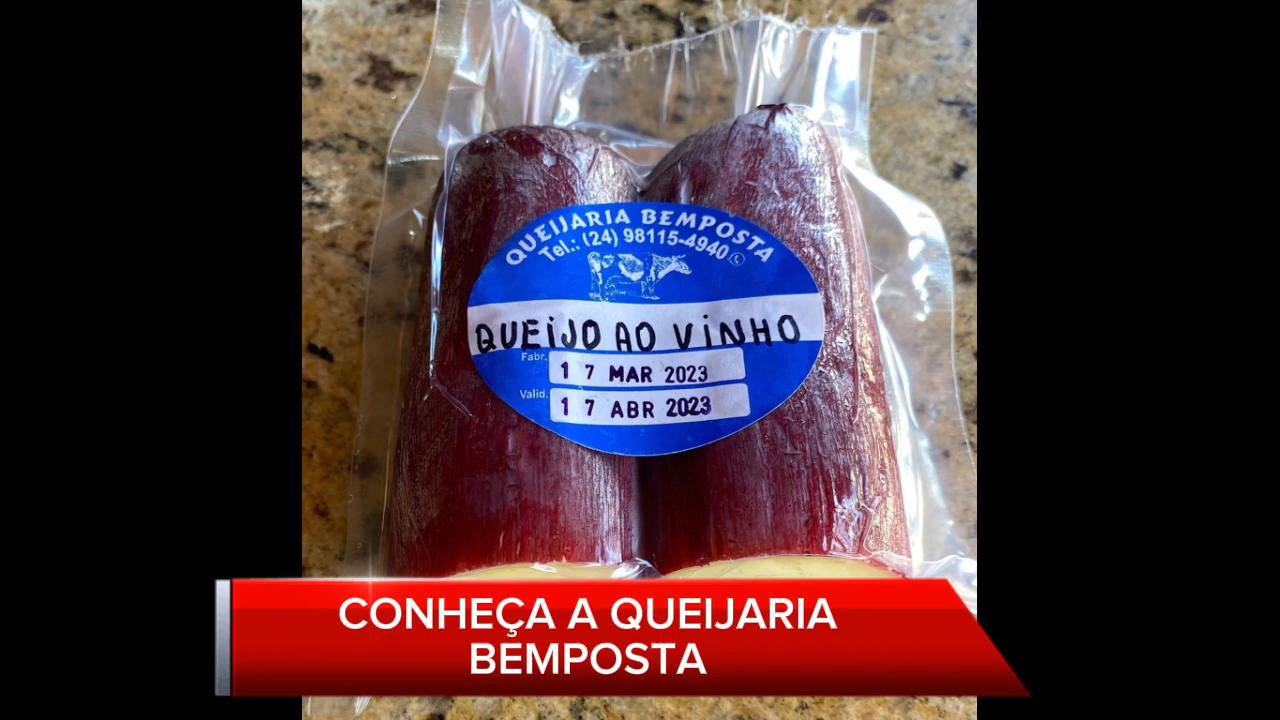 QUEIJARIA BEMPOSTA
Tel.: (24) 98115-4940
QUEIJO AO VINHO
Fabr. 17 MAR 2023
Valid. 17 ABR 2023
CONHEÇA A QUEIJARIA
BEMPOSTA